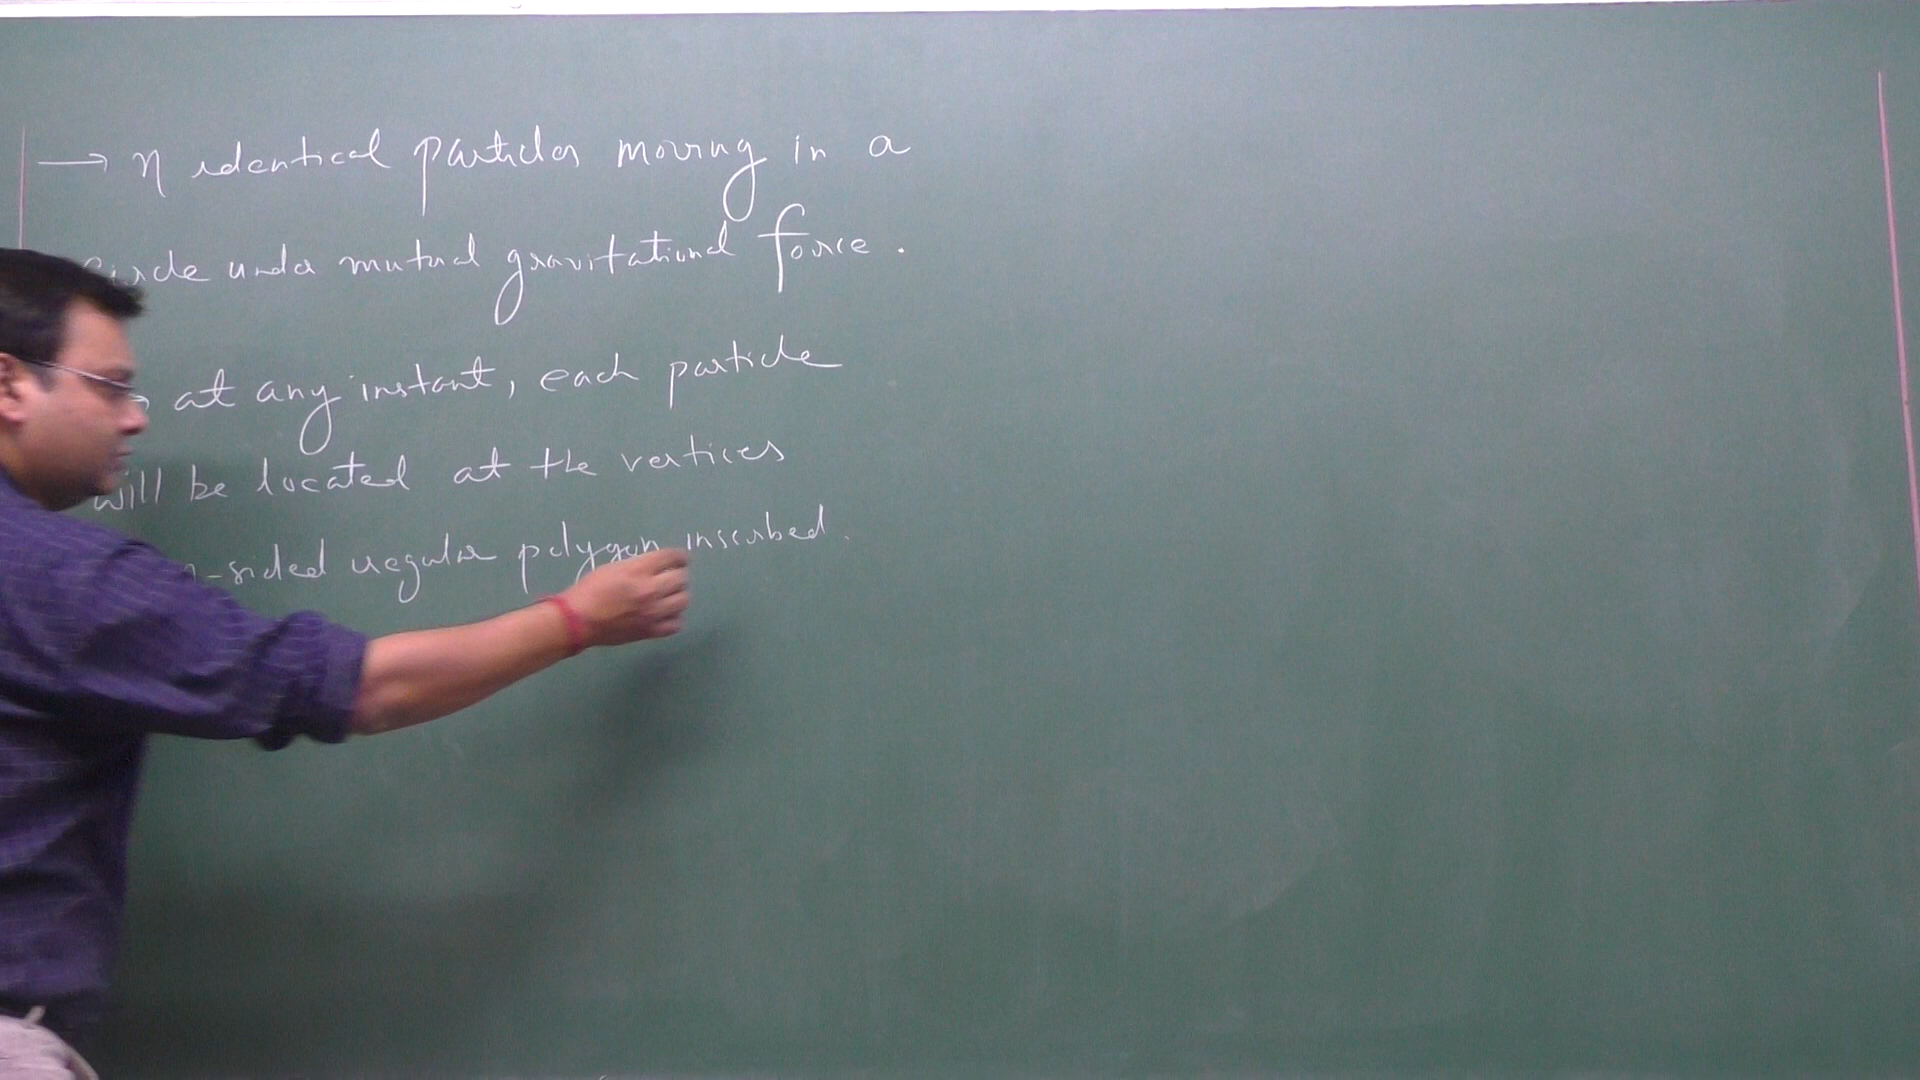 → n identical particles moving in a
circle under mutual gravitational force.
at any instant, each particle
will be located at the vertices
n-sided regular polygon inscribed.